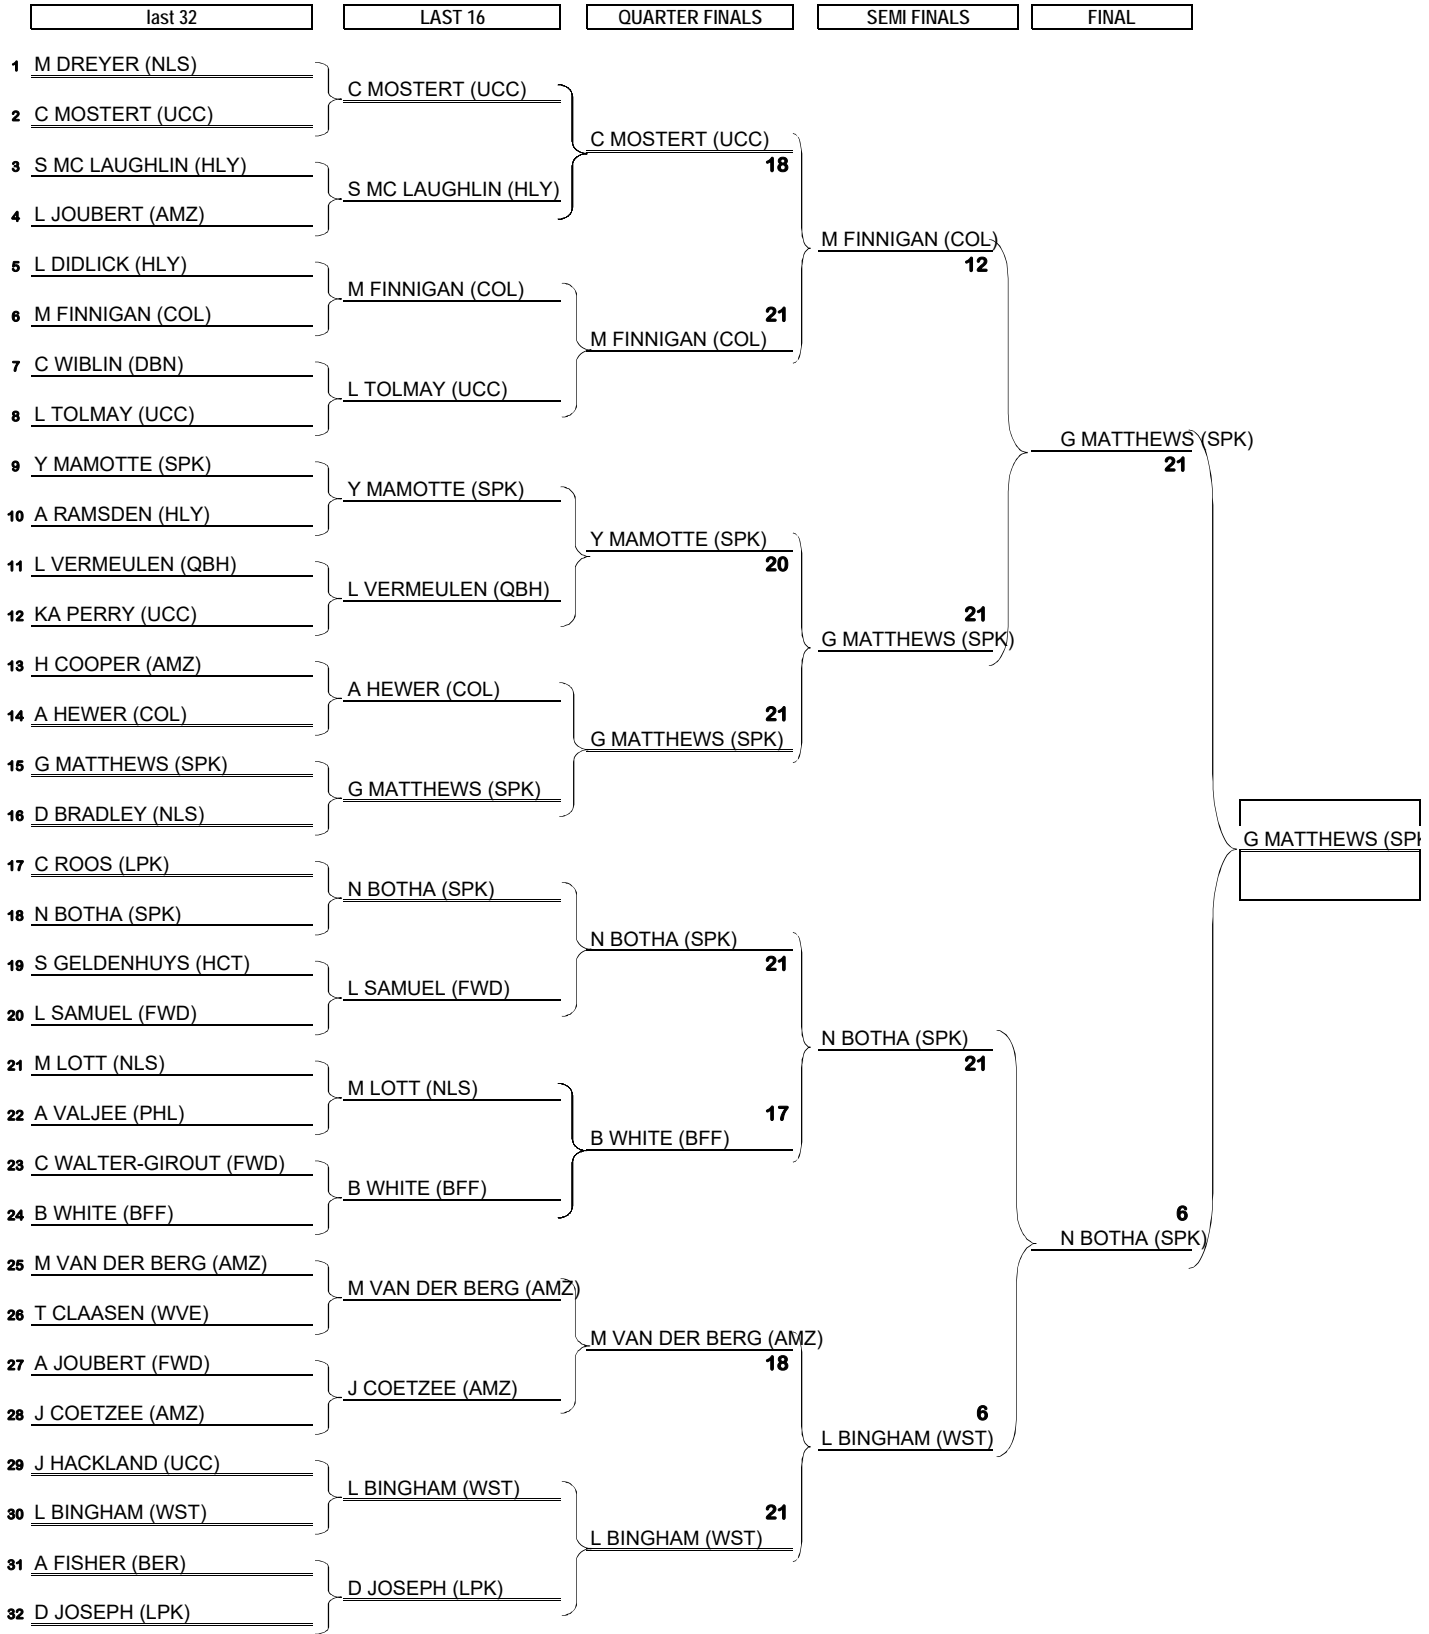 last 32
LAST 16
QUARTER FINALS
SEMI FINALS
FINAL
1 M DREYER (NLS)
2 C MOSTERT (UCC)
3 S MC LAUGHLIN (HLY)
4 L JOUBERT (AMZ)
5 L DIDLICK (HLY)
6 M FINNIGAN (COL)
7 C WIBLIN (DBN)
8 L TOLMAY (UCC)
9 Y MAMOTTE (SPK)
10 A RAMSDEN (HLY)
11 L VERMEULEN (QBH)
12 KA PERRY (UCC)
13 H COOPER (AMZ)
14 A HEWER (COL)
15 G MATTHEWS (SPK)
16 D BRADLEY (NLS)
17 C ROOS (LPK)
18 N BOTHA (SPK)
19 S GELDENHUYS (HCT)
20 L SAMUEL (FWD)
21 M LOTT (NLS)
22 A VALJEE (PHL)
23 C WALTER-GIROUT (FWD)
24 B WHITE (BFF)
25 M VAN DER BERG (AMZ)
26 T CLAASEN (WVE)
27 A JOUBERT (FWD)
28 J COETZEE (AMZ)
29 J HACKLAND (UCC)
30 L BINGHAM (WST)
31 A FISHER (BER)
32 D JOSEPH (LPK)
C MOSTERT (UCC)
S MC LAUGHLIN (HLY)
M FINNIGAN (COL)
L TOLMAY (UCC)
Y MAMOTTE (SPK)
L VERMEULEN (QBH)
A HEWER (COL)
G MATTHEWS (SPK)
N BOTHA (SPK)
L SAMUEL (FWD)
M LOTT (NLS)
B WHITE (BFF)
M VAN DER BERG (AMZ)
J COETZEE (AMZ)
L BINGHAM (WST)
D JOSEPH (LPK)
C MOSTERT (UCC)
18
21
M FINNIGAN (COL)
Y MAMOTTE (SPK)
20
21
G MATTHEWS (SPK)
N BOTHA (SPK)
21
17
B WHITE (BFF)
M VAN DER BERG (AMZ)
18
21
L BINGHAM (WST)
M FINNIGAN (COL)
12
21
G MATTHEWS (SPK)
N BOTHA (SPK)
21
6
L BINGHAM (WST)
G MATTHEWS (SPK)
21
6
N BOTHA (SPK)
G MATTHEWS (SPK